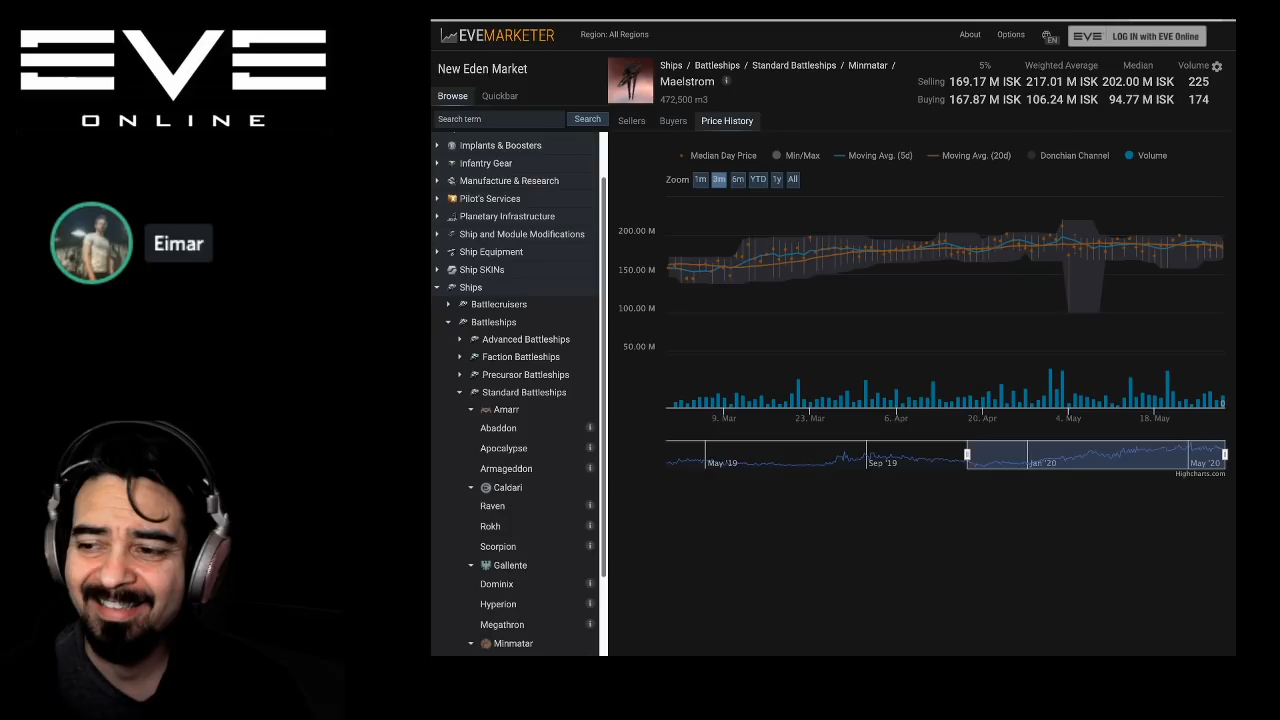 EVE
ONLINE
Eimar
EVEMARKETER
Region: All Regions
About
Options
EN
EVE LOG IN with EVE Online
New Eden Market
Browse
Quickbar
Search term
Search
Implants & Boosters
Infantry Gear
Manufacture & Research
Pilot's Services
Planetary Infrastructure
Ship and Module Modifications
Ship Equipment
Ship SKINs
Ships
Battlecruisers
Battleships
Advanced Battleships
Faction Battleships
Precursor Battleships
Standard Battleships
Amarr
Abaddon
Apocalypse
Armageddon
Caldari
Raven
Rokh
Scorpion
Gallente
Dominix
Hyperion
Megathron
Minmatar
Ships / Battleships / Standard Battleships / Minmatar /
Maelstrom
472,500 m3
5% Weighted Average Median Volume
Selling 169.17 M ISK 217.01 M ISK 202.00 M ISK 225
Buying 167.87 M ISK 106.24 M ISK 94.77 M ISK 174
Sellers
Buyers
Price History
Median Day Price Min/Max Moving Avg. (5d) Moving Avg. (20d) Donchian Channel Volume
Zoom 1m 3m 6m YTD 1y All
200.00 M
150.00 M
100.00 M
50.00 M
0
9. Mar 23. Mar 6. Apr 20. Apr 4. May 18. May
May '19 Sep '19 Jan '20 May '20
Highcharts.com